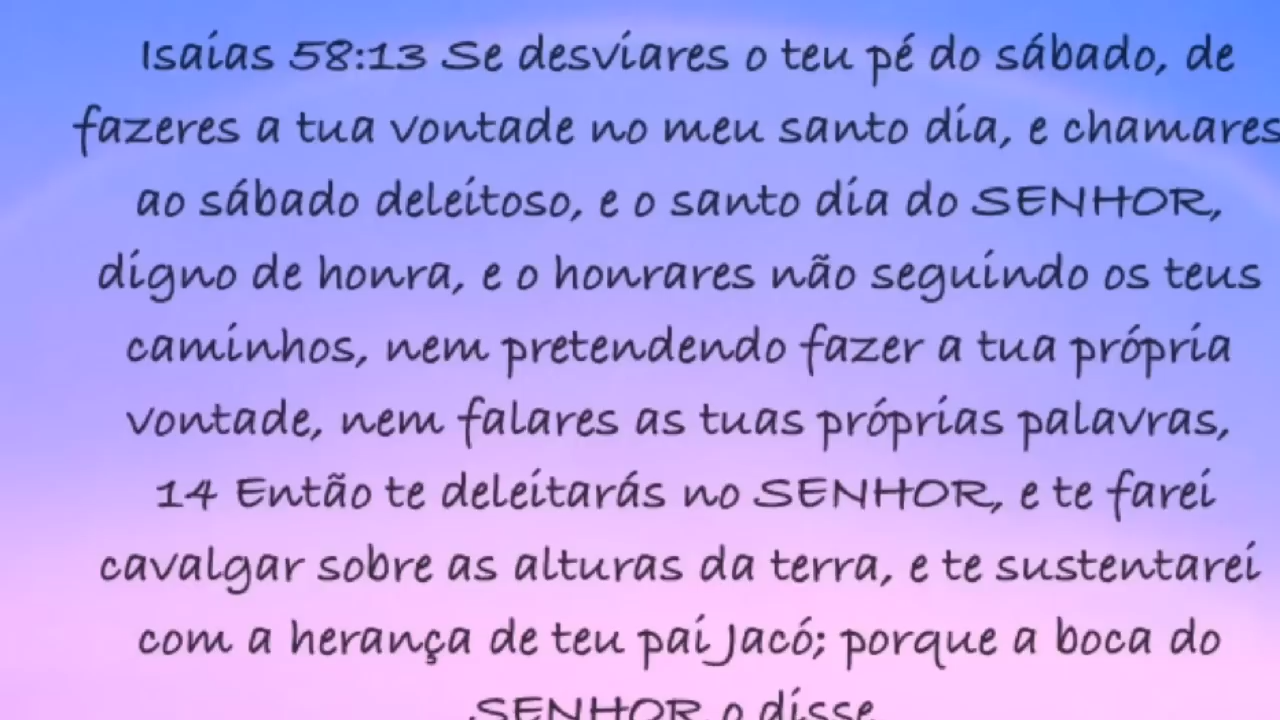 Isaías 58:13 Se desviares o teu pé do sábado, de
fazeres a tua vontade no meu santo dia, e chamares
ao sábado deleitoso, e o santo dia do SENHOR,
digno de honra, e o honrares não seguindo os teus
caminhos, nem pretendendo fazer a tua própria
vontade, nem falares as tuas próprias palavras,
14 Então te deleitarás no SENHOR, e te farei
cavalgar sobre as alturas da terra, e te sustentarei
com a herança de teu pai Jacó; porque a boca do
SENHOR o disse